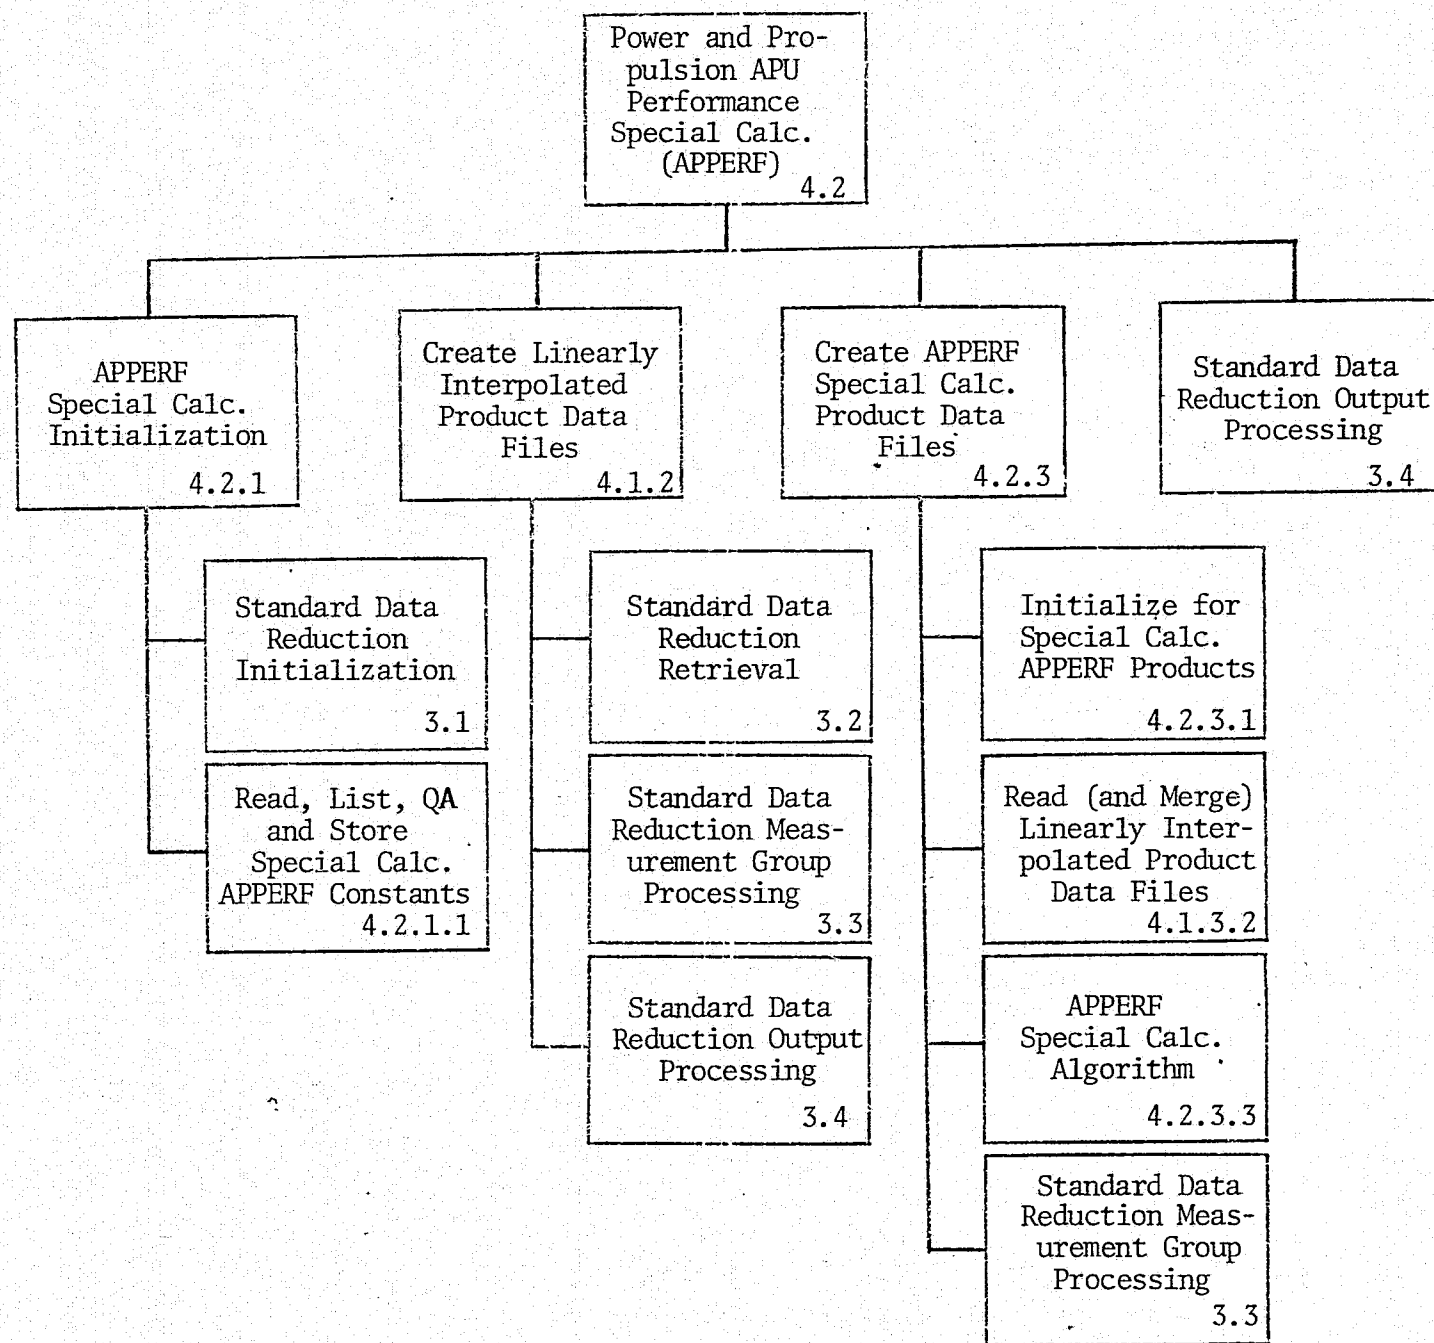 Power and Pro-
pulsion APU
Performance
Special Calc.
(APPERF)
4.2
APPERF
Special Calc.
Initialization
4.2.1
Create Linearly
Interpolated
Product Data
Files
4.1.2
Create APPERF
Special Calc.
Product Data
Files
4.2.3
Standard Data
Reduction Output
Processing
3.4
Standard Data
Reduction
Initialization
3.1
Read, List, QA
and Store
Special Calc.
APPERF Constants
4.2.1.1
Standard Data
Reduction
Retrieval
3.2
Standard Data
Reduction Meas-
urement Group
Processing
3.3
Standard Data
Reduction Output
Processing
3.4
Initialize for
Special Calc.
APPERF Products
4.2.3.1
Read (and Merge)
Linearly Inter-
polated Product
Data Files
4.1.3.2
APPERF
Special Calc.
Algorithm
4.2.3.3
Standard Data
Reduction Meas-
urement Group
Processing
3.3